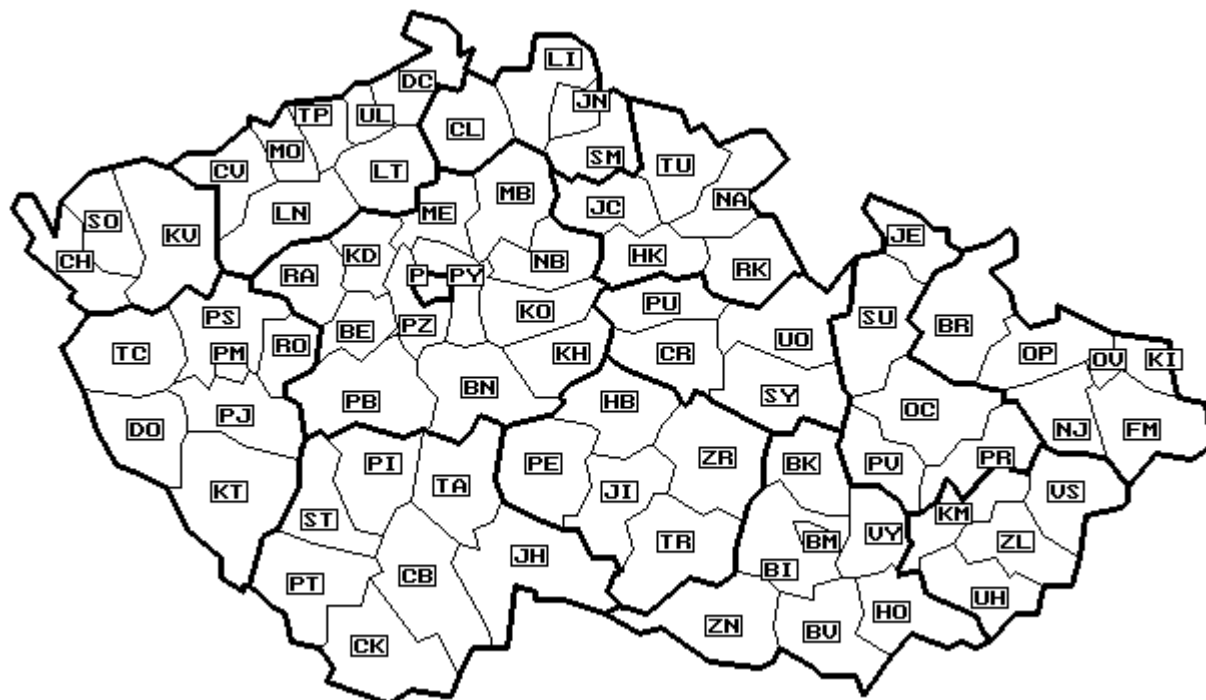 LI
DC
JN
TP
UL
CL
MO
SM
CV
LT
TU
MB
NA
LN
ME
JC
SO
KV
JE
KD
HK
CH
NB
RK
RA
P
PY
KO
PU
PS
BE
PZ
SU
BR
RO
UO
TC
PM
KH
CR
OP
OV
KI
BN
SY
PB
HB
OC
PJ
DO
NJ
FM
ZR
PR
PI
PE
BK
PV
TA
KT
JI
VS
KM
ST
VY
TR
BM
ZL
JH
BI
CB
PT
UH
HO
ZN
BV
CK